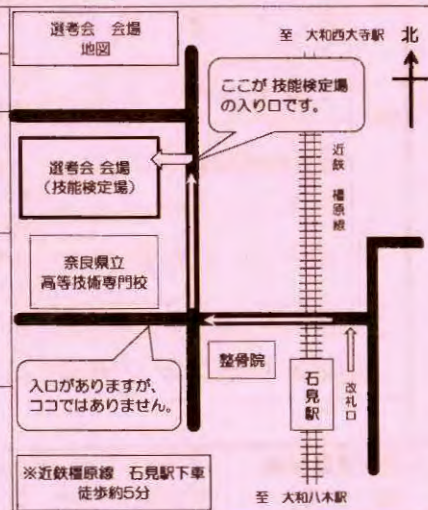 選考会 会場
地図
至 大和西大寺駅
北
ここが 技能検定場
の入り口です。
近鉄 橿原線
選考会 会場
(技能検定場)
奈良県立
高等技術専門校
整骨院
石見駅
改札口
入口がありますが、
ココではありません。
※近鉄橿原線 石見駅下車
徒歩約5分
至 大和八木駅